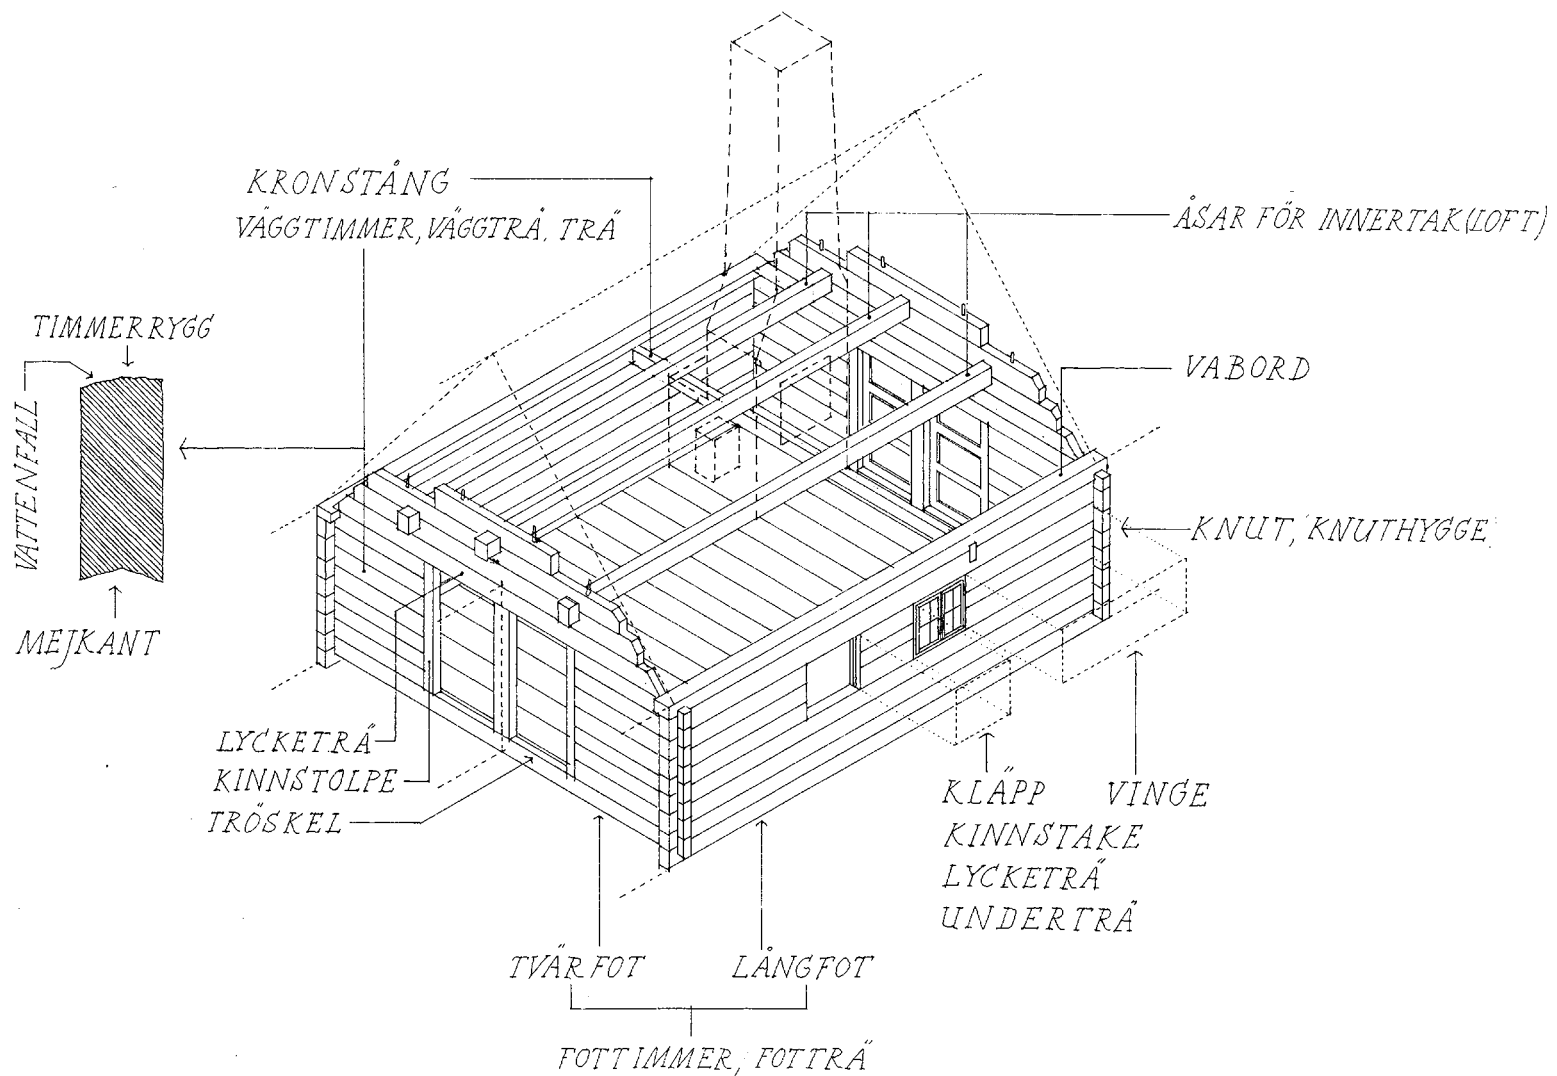 KRONSTÅNG
VÄGGTIMMER, VÄGGTRÄ, TRÄ
ÅSAR FÖR INNERTAK (LOFT)
TIMMERRYGG
VATTENFALL
MEJKANT
VABORD
KNUT, KNUTHYGGE
LYCKETRÄ
KINNSTOLPE
TRÖSKEL
KLÄPP
KINNSTAKE
LYCKETRÄ
UNDERTRÄ
VINGE
TVÄRFOT
LÅNGFOT
FOTTIMMER, FOTTRÄ